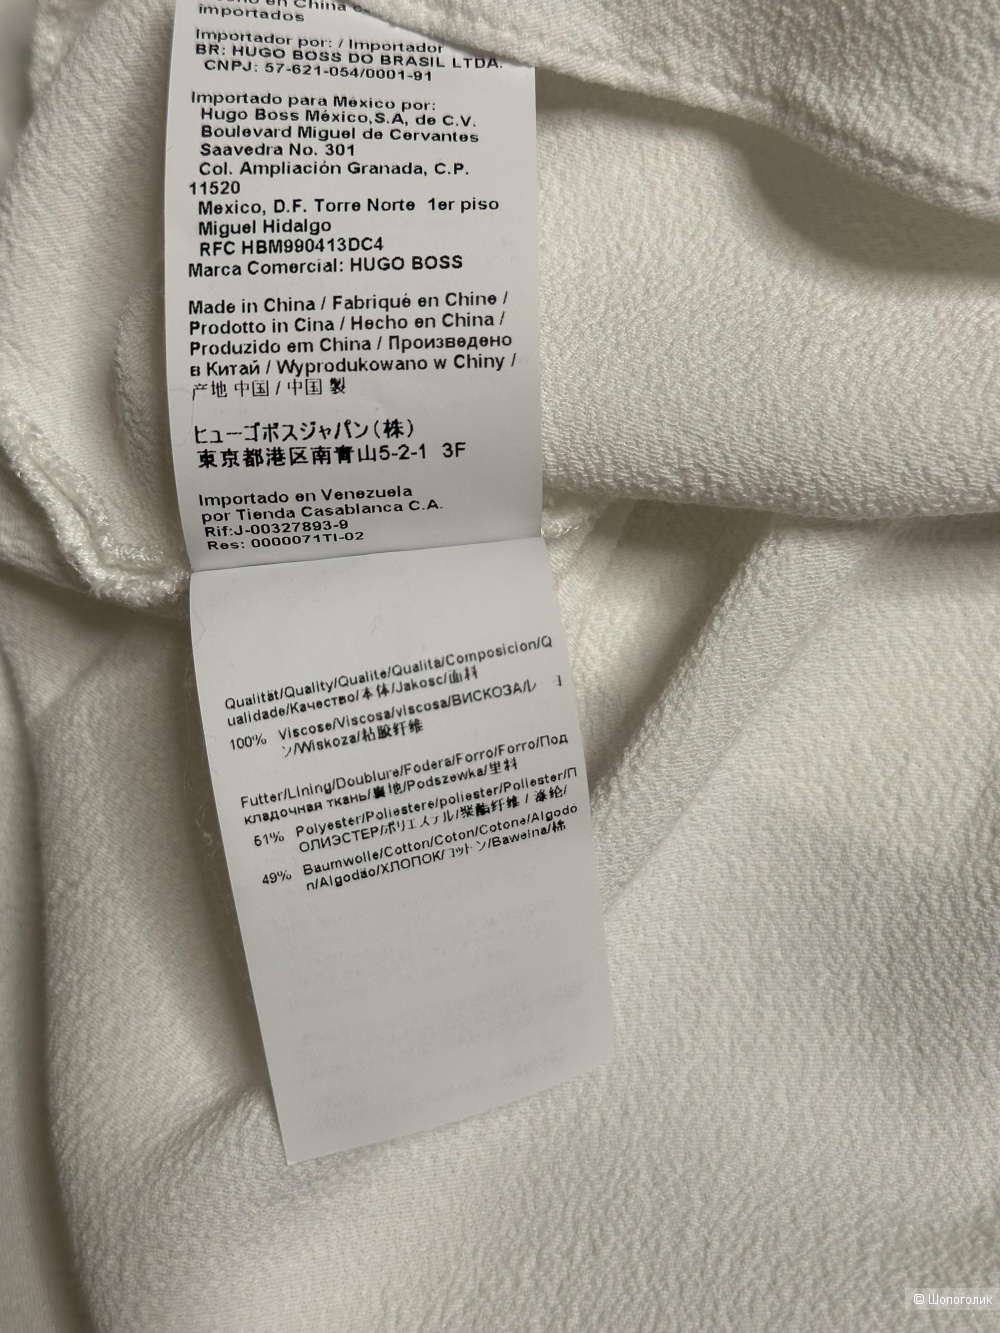 en China e
importados
Importador por: / Importador
BR: HUGO BOSS DO BRASIL LTDA.
CNPJ: 57-621-054/0001-91
Importado para México por:
Hugo Boss México,S.A, de C.V.
Boulevard Miguel de Cervantes
Saavedra No. 301
Col. Ampliación Granada, C.P.
11520
Mexico, D.F. Torre Norte 1er piso
Miguel Hidalgo
RFC HBM990413DC4
Marca Comercial: HUGO BOSS
Made in China / Fabriqué en Chine /
Prodotto in Cina / Hecho en China /
Produzido em China / Произведено
в Китай / Wyprodukowano w Chiny /
产地 中国 / 中国 製
ヒューゴボスジャパン(株)
東京都港区南青山5-2-1 3F
Importado en Venezuela
por Tienda Casablanca C.A.
Rif:J-00327893-9
Res: 0000071TI-02
Qualität/Quality/Qualité/Qualità/Composicion/Q
ualidade/Качество/本体/Jakosc/面料
100% Viscose/Viscosa/viscosa/ВИСКОЗА/レーヨ
ン/Wiskoza/粘胶纤维
Futter/Lining/Doublure/Fodera/Forro/Forro/Под
кладочная ткань/裏地/Podszewka/里料
51% Polyester/Poliestere/poliester/Poliester/П
ОЛИЭСТЕР/ポリエステル/聚酯纤维 / 涤纶/
49% Baumwolle/Cotton/Coton/Cotone/Algodo
n/Algodão/ХЛОПОК/コットン/Bawelna/棉
© Шопоголик